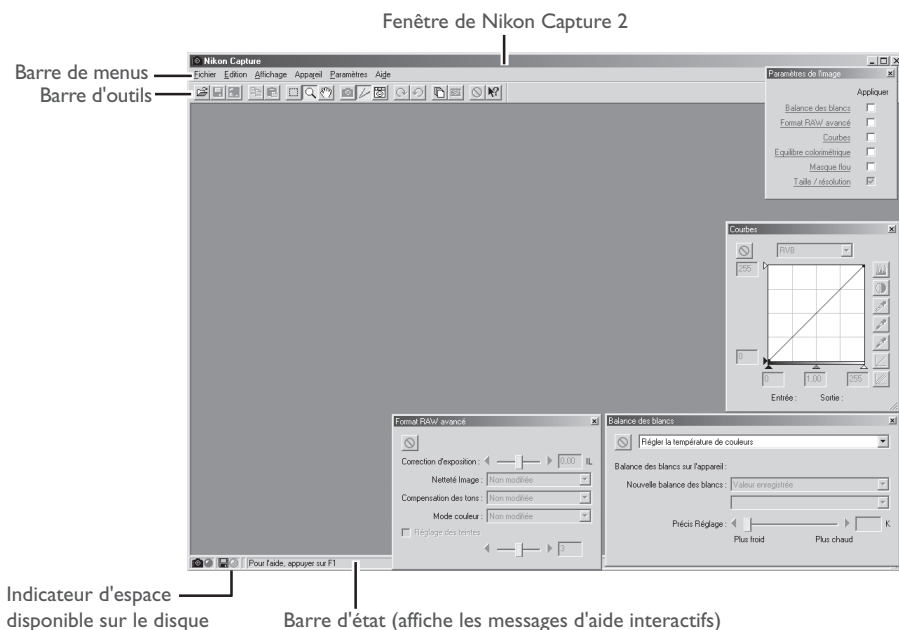 Fenêtre de Nikon Capture 2
Nikon Capture
Barre de menus
Fichier Edition Affichage Appareil Paramètres Aide
Barre d'outils
Paramètres de l'image
Appliquer
Balance des blancs
Format RAW avancé
Courbes
Equilibre colorimétrique
Masque flou
Taille / résolution
Courbes
RVB
255
0
0 1,00 255
Entrée : Sortie :
Format RAW avancé
Correction d'exposition : 0,00 IL
Netteté Image : Non modifiée
Compensation des tons : Non modifiée
Mode couleur : Non modifiée
Réglage des teintes
3
Balance des blancs
Régler la température de couleurs
Balance des blancs sur l'appareil :
Nouvelle balance des blancs : Valeur enregistrée
Précis Réglage : K
Plus froid Plus chaud
Pour l'aide, appuyer sur F1
Indicateur d'espace
disponible sur le disque
Barre d'état (affiche les messages d'aide interactifs)